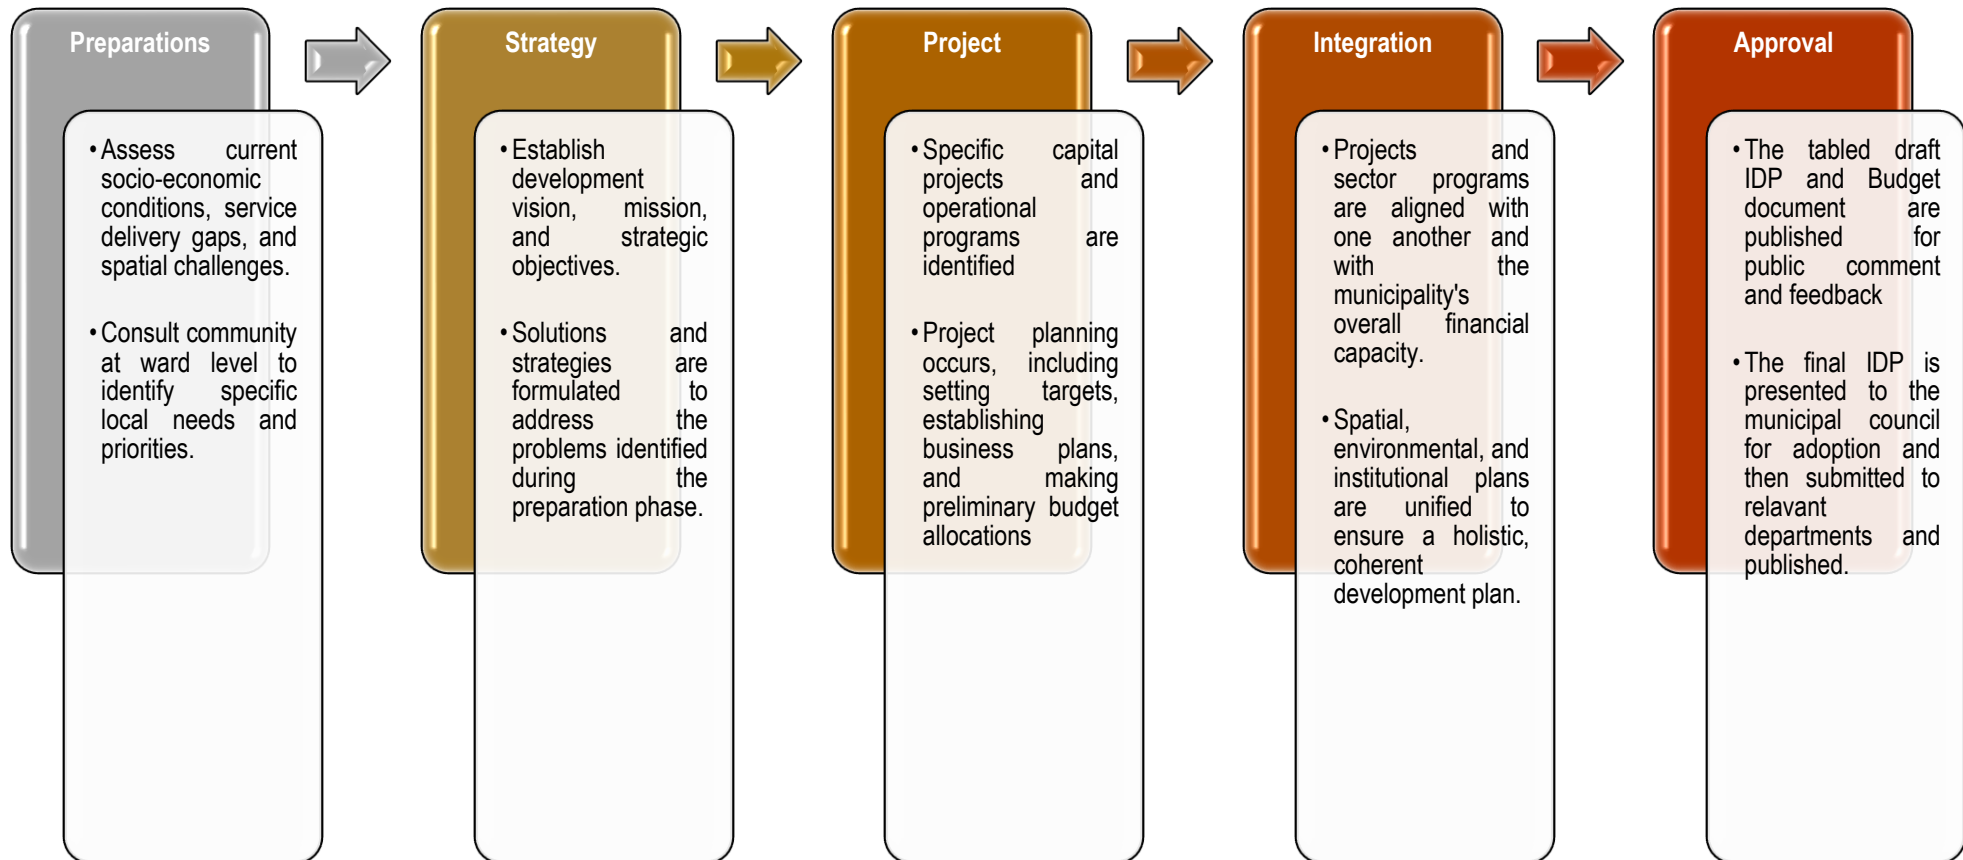 Preparations
• Assess current
socio-economic
conditions, service
delivery gaps, and
spatial challenges.
• Consult community
at ward level to
identify specific
local needs and
priorities.
Strategy
• Establish
development
vision, mission,
and strategic
objectives.
• Solutions and
strategies are
formulated to
address the
problems identified
during the
preparation phase.
Project
• Specific capital
projects and
operational
programs are
identified
• Project planning
occurs, including
setting targets,
establishing
business plans,
and making
preliminary budget
allocations
Integration
• Projects and
sector programs
are aligned with
one another and
with the
municipality's
overall financial
capacity.
• Spatial,
environmental, and
institutional plans
are unified to
ensure a holistic,
coherent
development plan.
Approval
• The tabled draft
IDP and Budget
document are
published for
public comment
and feedback
• The final IDP is
presented to the
municipal council
for adoption and
then submitted to
relevant
departments and
published.